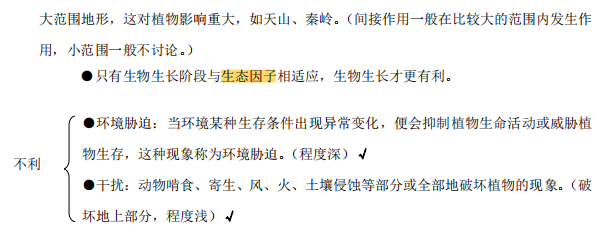 大范围地形，这对植物影响重大，如天山、秦岭。（间接作用一般在比较大的范围内发生作
用，小范围一般不讨论。）
●只有生物生长阶段与生态因子相适应，生物生长才更有利。
●环境胁迫：当环境某种生存条件出现异常变化，便会抑制植物生命活动或威胁植
物生存，这种现象称为环境胁迫。（程度深）✓
不利
●干扰：动物啃食、寄生、风、火、土壤侵蚀等部分或全部地破坏植物的现象。（破
坏地上部分，程度浅）✓